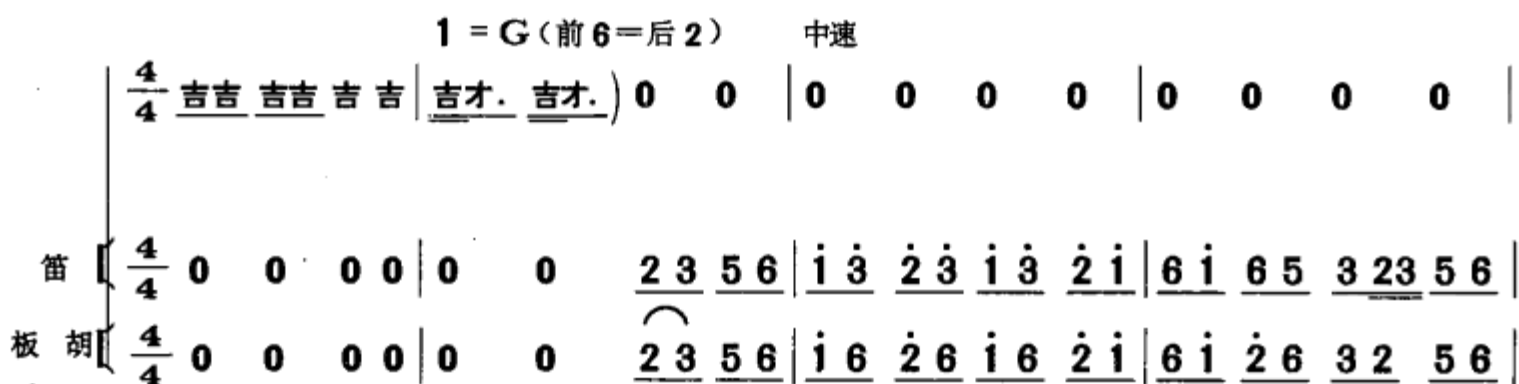 1 = G（前6＝后2） 中速
4/4 吉吉 吉吉 吉 吉 | 吉才. 吉才.) 0 0 | 0 0 0 0 | 0 0 0 0 |
笛 4/4 0 0 0 0 | 0 0 2 3 5 6 | i̇ 3̇ 2̇ 3̇ i̇ 3̇ 2̇ i̇ | 6 i̇ 6 5 3 23 5 6 |
板 胡 4/4 0 0 0 0 | 0 0 2 3 5 6 | i̇ 6 2̇ 6 i̇ 6 2̇ i̇ | 6 i̇ 2̇ 6 3 2 5 6 |